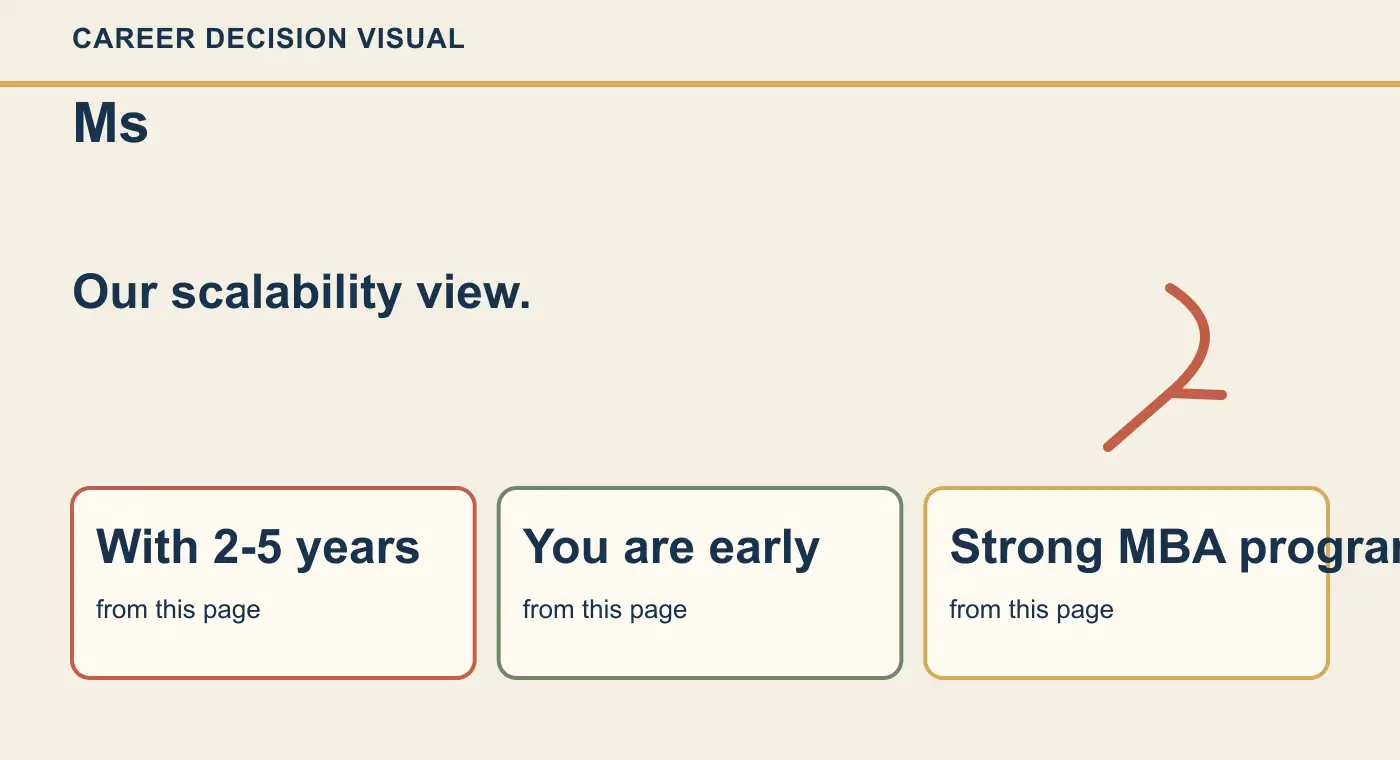 CAREER DECISION VISUAL
Ms
Our scalability view.
With 2-5 years
from this page
You are early
from this page
Strong MBA
from this page